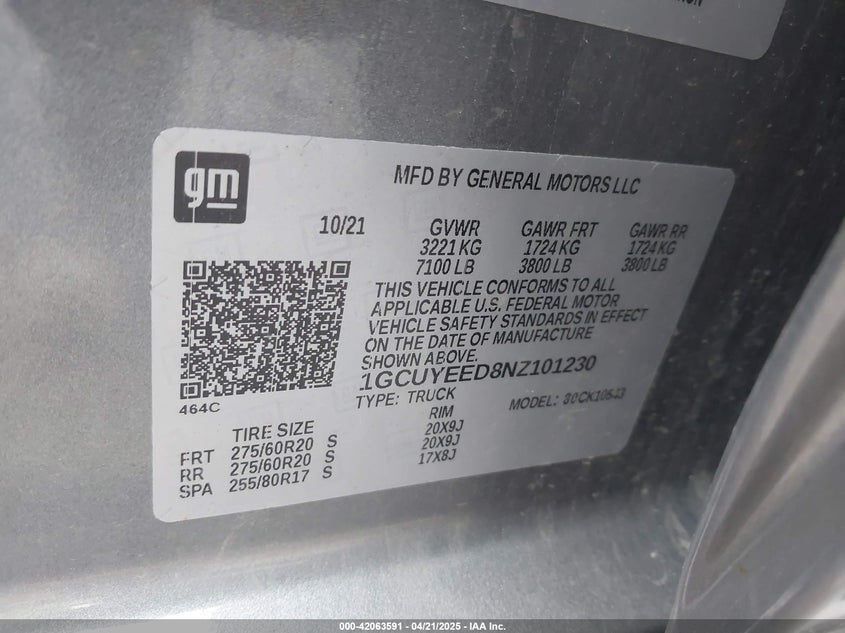 gm
MFD BY GENERAL MOTORS LLC
10/21 GVWR GAWR FRT GAWR RR
3221 KG 1724 KG 1724 KG
7100 LB 3800 LB 3800 LB
THIS VEHICLE CONFORMS TO ALL
APPLICABLE U.S. FEDERAL MOTOR
VEHICLE SAFETY STANDARDS IN EFFECT
ON THE DATE OF MANUFACTURE
SHOWN ABOVE.
1GCUYEED8NZ101230
464C
TYPE: TRUCK MODEL:
TIRE SIZE RIM
FRT 275/60R20 S 20X9J
RR 275/60R20 S 20X9J
SPA 255/80R17 S 17X8J
000-42063591 - 04/21/2025 - IAA Inc.